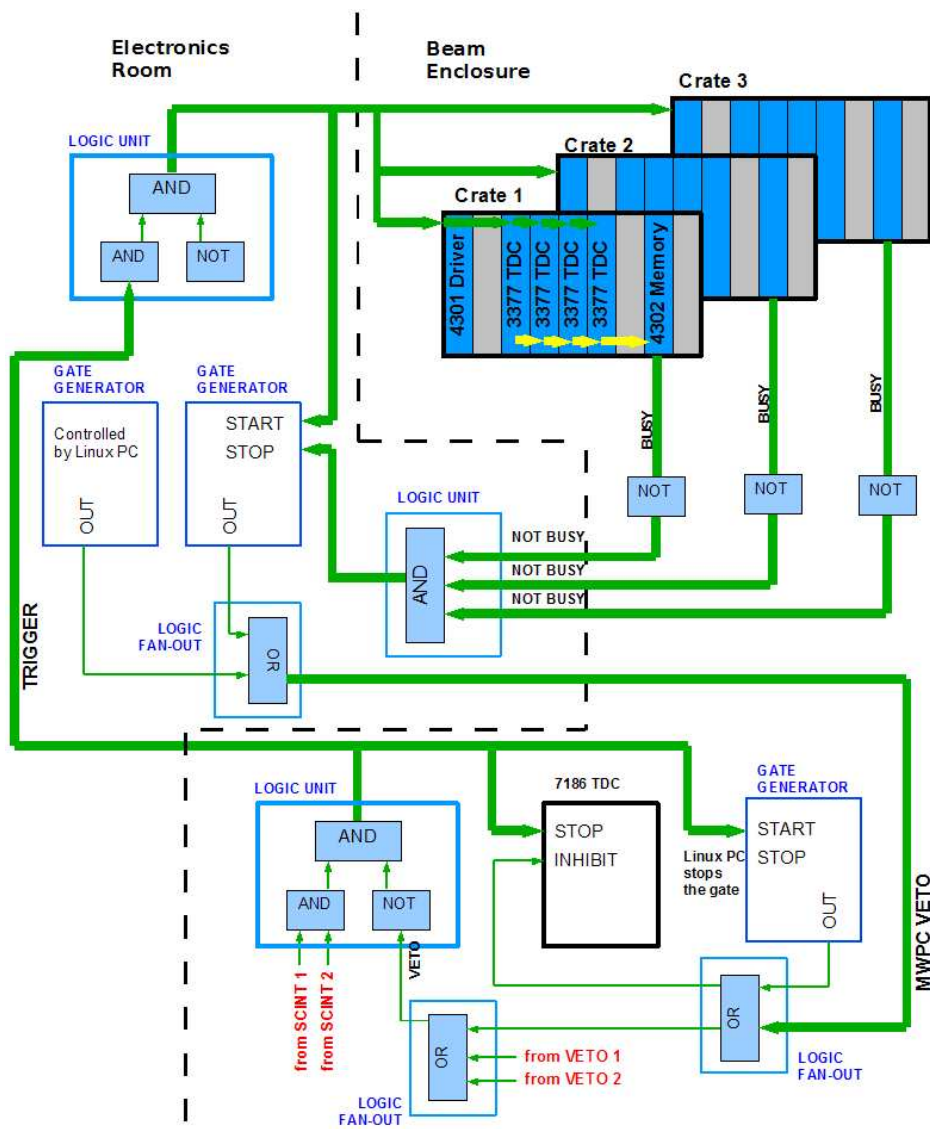 Electronics
Room
Beam
Enclosure
Crate 3
LOGIC UNIT
Crate 2
AND
Crate 1
AND
NOT
4301 Driver
3377 TDC
3377 TDC
3377 TDC
3377 TDC
4302 Memory
GATE
GENERATOR
GATE
GENERATOR
Controlled
by Linux PC
OUT
START
STOP
OUT
BUSY
BUSY
BUSY
NOT
NOT
NOT
LOGIC UNIT
AND
NOT BUSY
NOT BUSY
NOT BUSY
TRIGGER
LOGIC
FAN-OUT
OR
LOGIC UNIT
AND
AND
NOT
VETO
from SCINT 1
from SCINT 2
7186 TDC
STOP
INHIBIT
GATE
GENERATOR
START
STOP
OUT
Linux PC
stops
the gate
MWPC VETO
OR
LOGIC
FAN-OUT
OR
from VETO 1
from VETO 2
LOGIC
FAN-OUT